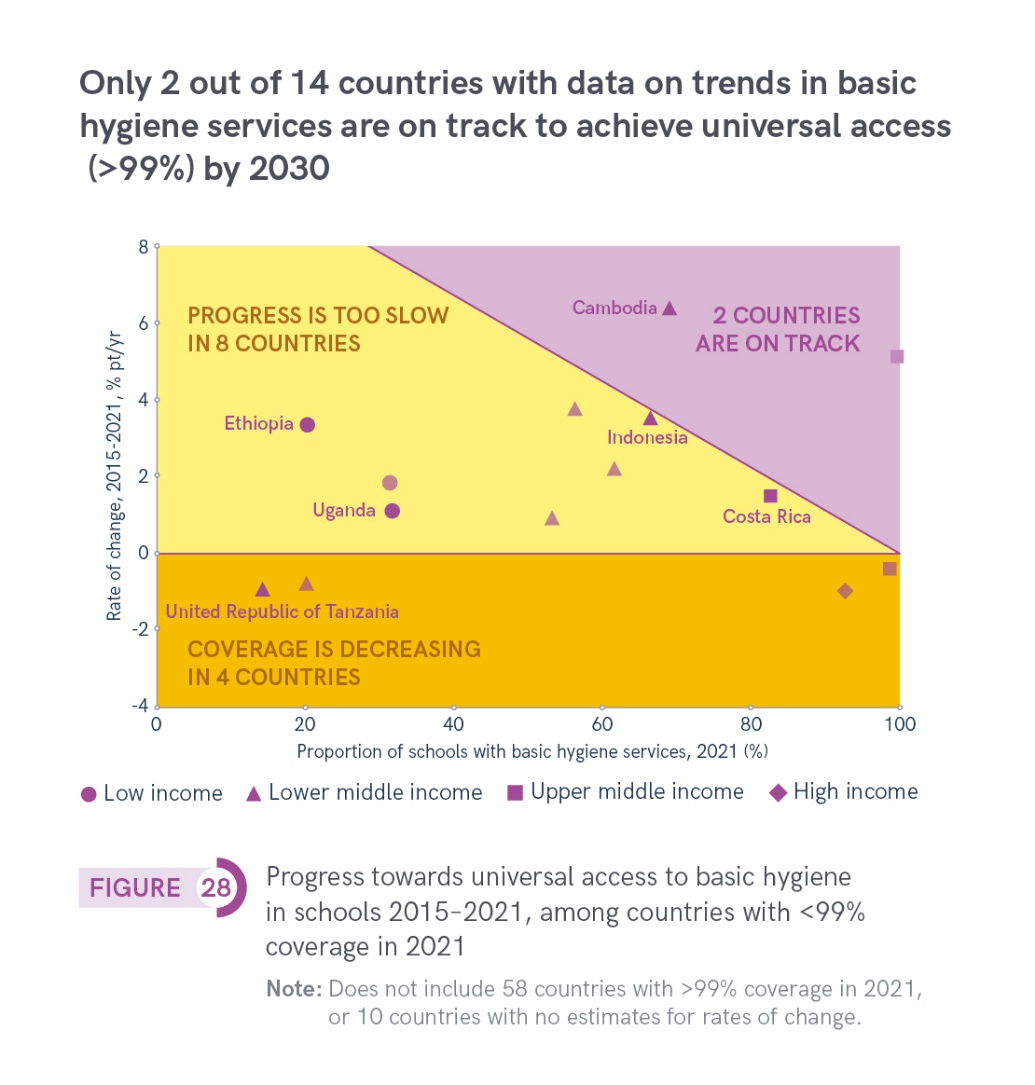 Only 2 out of 14 countries with data on trends in basic
hygiene services are on track to achieve universal access
(>99%) by 2030
8
6
4
2
0
-2
-4
Rate of change, 2015-2021, % pt/yr
PROGRESS IS TOO SLOW
IN 8 COUNTRIES
Cambodia
2 COUNTRIES
ARE ON TRACK
Ethiopia
Indonesia
Uganda
Costa Rica
United Republic of Tanzania
COVERAGE IS DECREASING
IN 4 COUNTRIES
0 20 40 60 80 100
Proportion of schools with basic hygiene services, 2021 (%)
Low income Lower middle income Upper middle income High income
FIGURE 28
Progress towards universal access to basic hygiene
in schools 2015–2021, among countries with <99%
coverage in 2021
Note: Does not include 58 countries with >99% coverage in 2021,
or 10 countries with no estimates for rates of change.